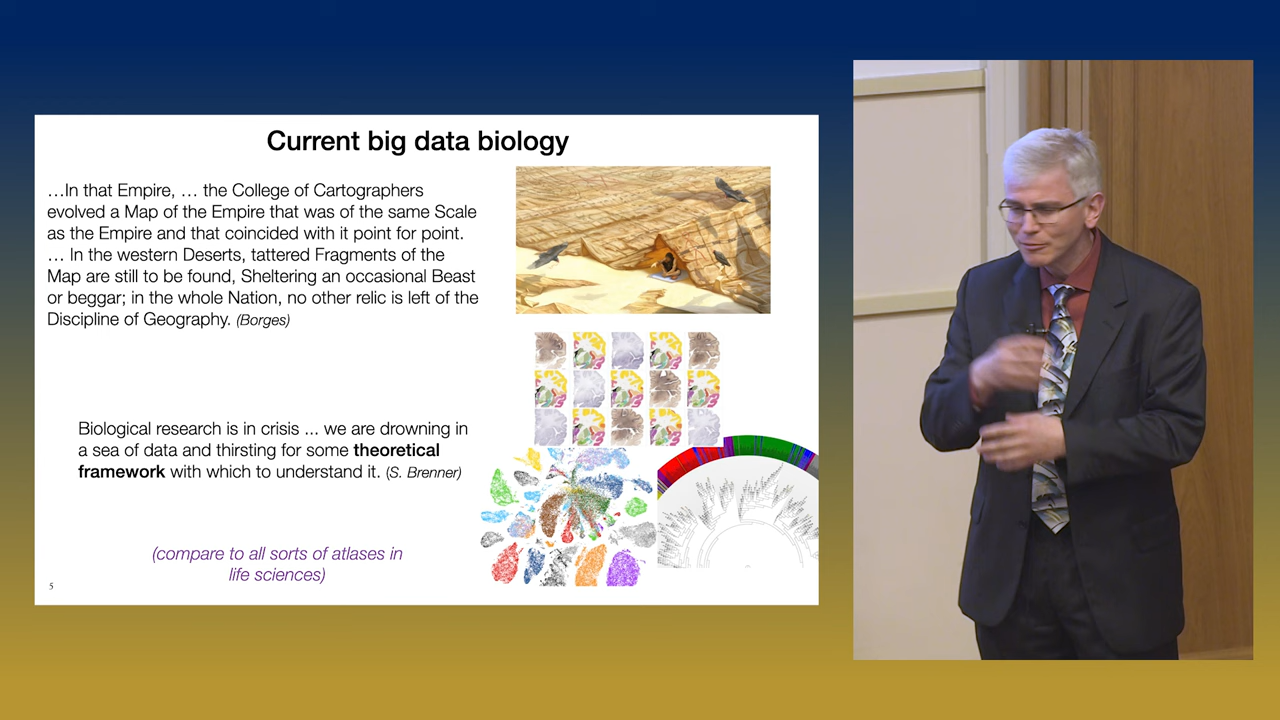 Current big data biology
…In that Empire, … the College of Cartographers
evolved a Map of the Empire that was of the same Scale
as the Empire and that coincided with it point for point.
… In the western Deserts, tattered Fragments of the
Map are still to be found, Sheltering an occasional Beast
or beggar; in the whole Nation, no other relic is left of the
Discipline of Geography. (Borges)
Biological research is in crisis ... we are drowning in
a sea of data and thirsting for some theoretical
framework with which to understand it. (S. Brenner)
(compare to all sorts of atlases in
life sciences)
5